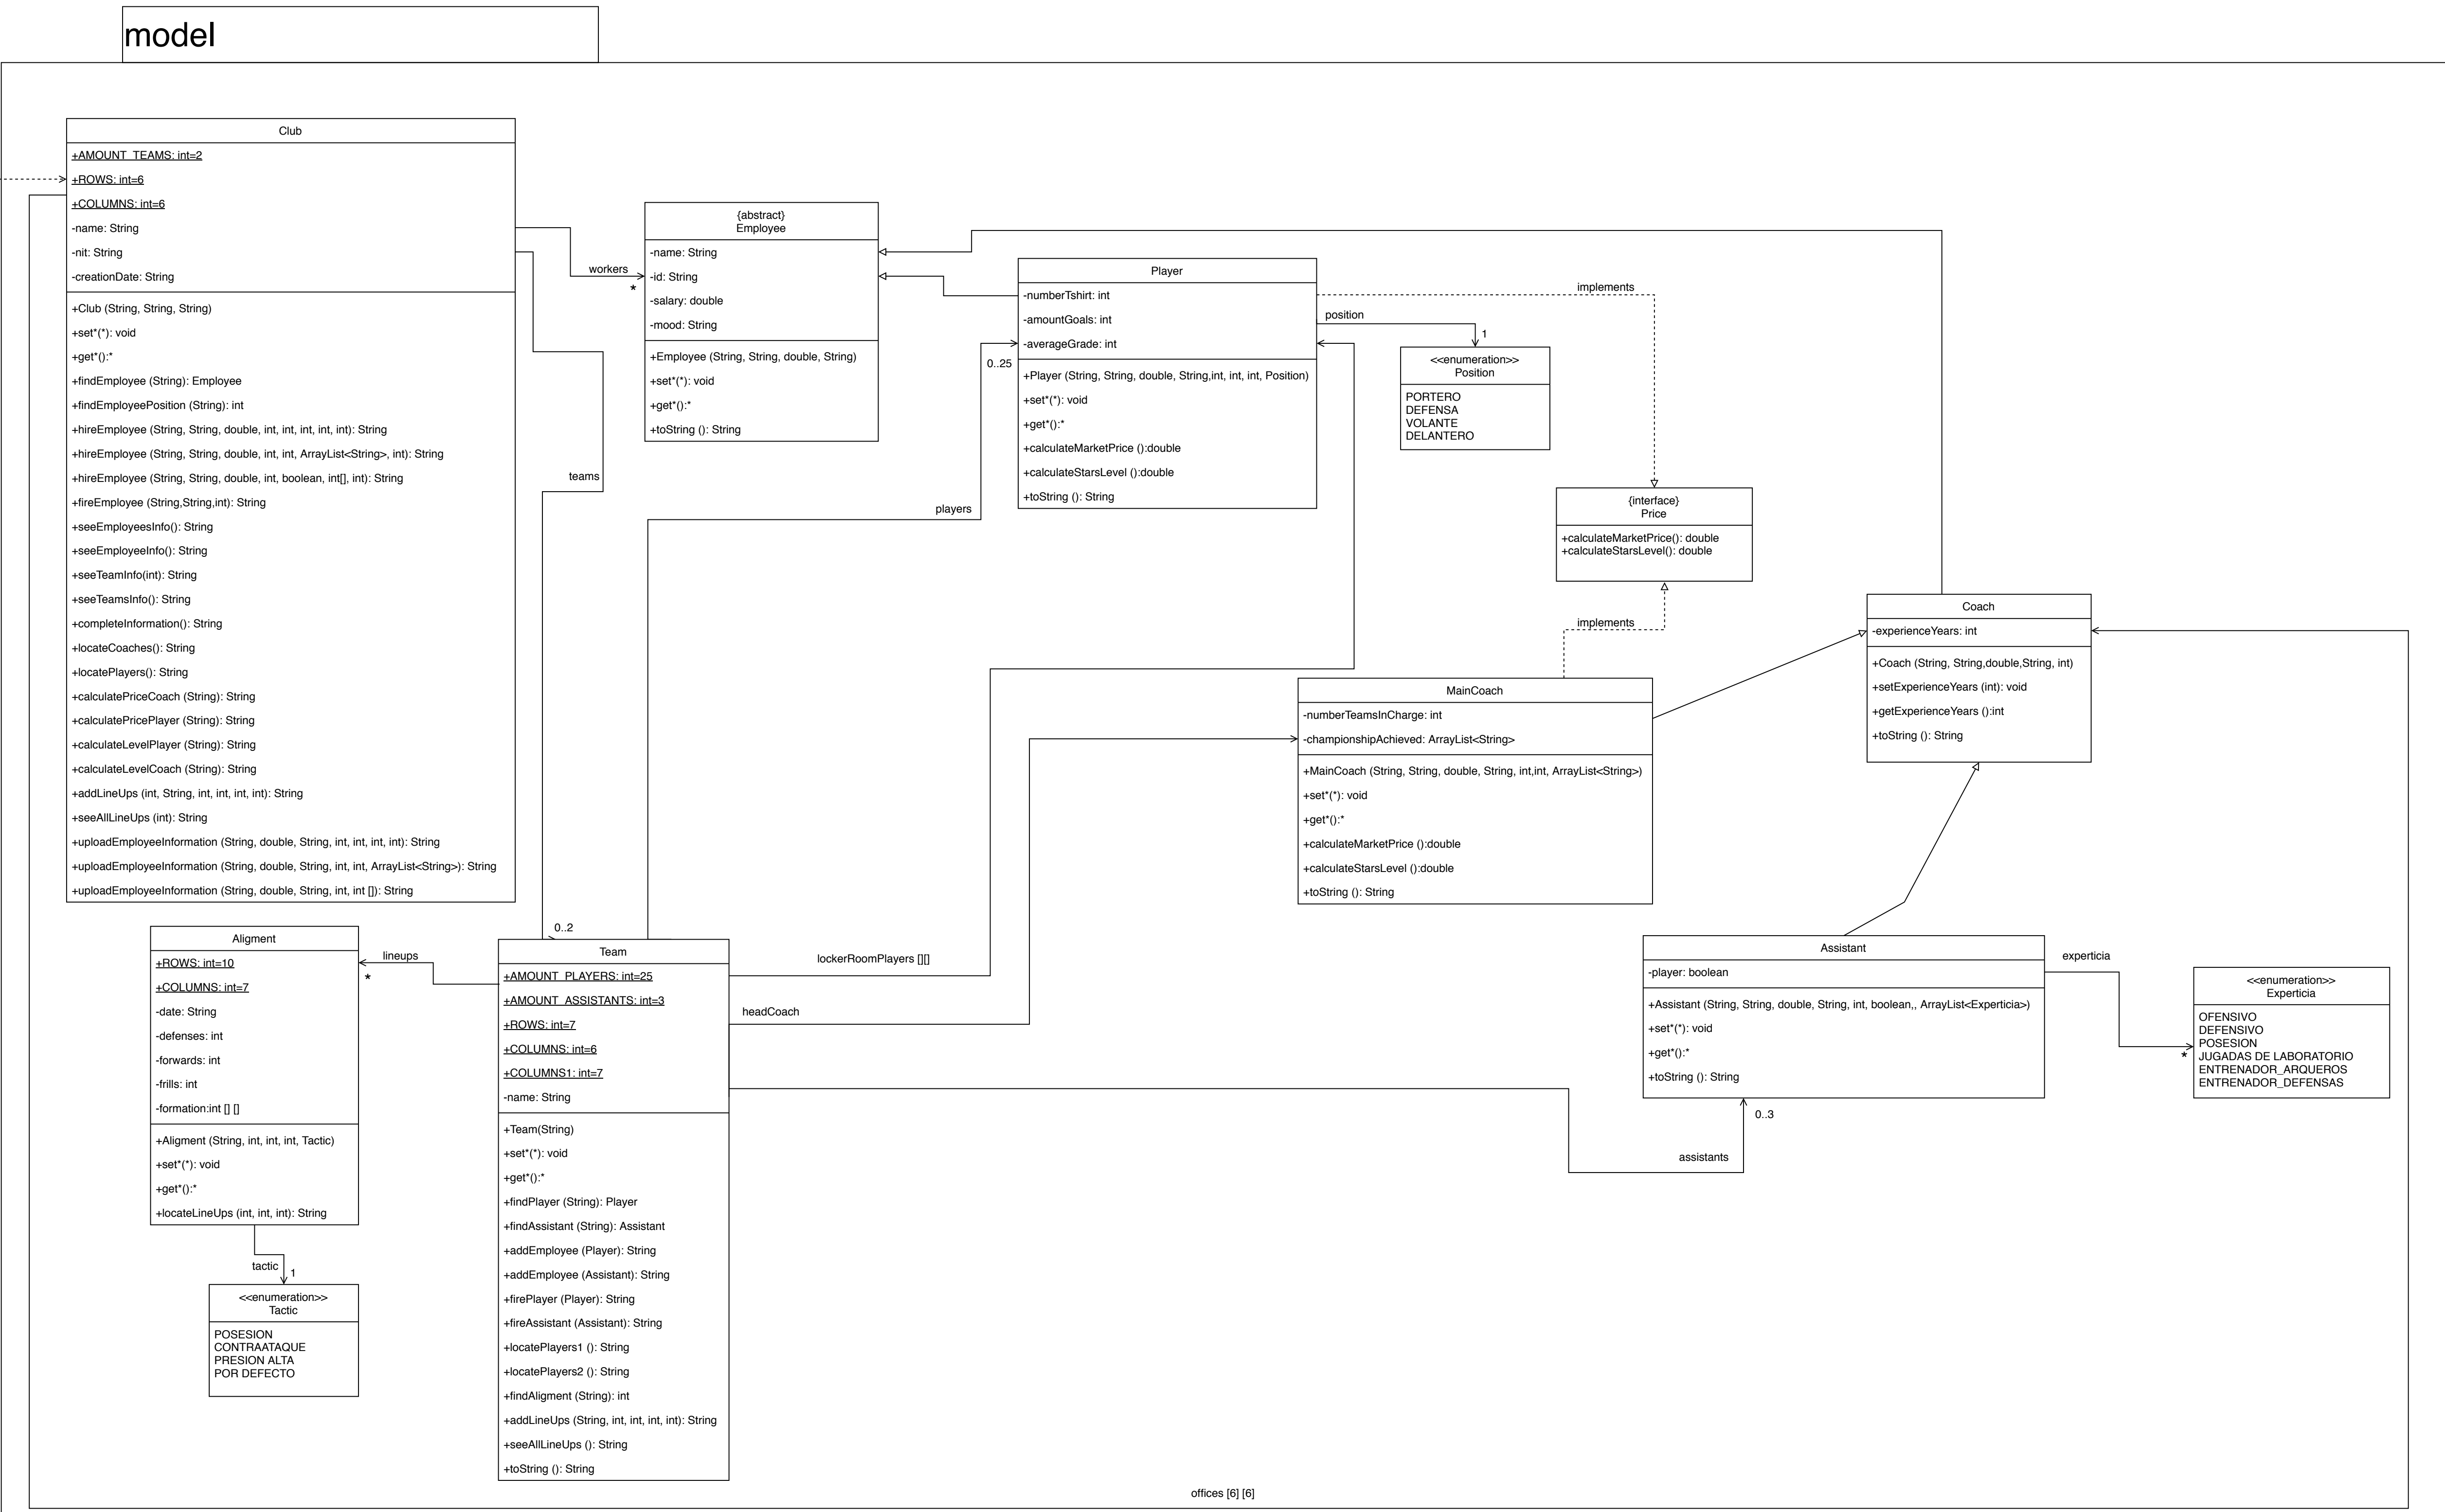 model
Club
+AMOUNT_TEAMS: int=2
+ROWS: int=6
+COLUMNS: int=6
-name: String
-nit: String
-creationDate: String
+Club (String, String, String)
+set*(*): void
+get*():*
+findEmployee (String): Employee
+findEmployeePosition (String): int
+hireEmployee (String, String, double, int, int, int, int, int): String
+hireEmployee (String, String, double, int, int, ArrayList<String>, int): String
+hireEmployee (String, String, double, int, boolean, int[], int): String
+fireEmployee (String,String,int): String
+seeEmployeesInfo(): String
+seeEmployeeInfo(): String
+seeTeamInfo(int): String
+seeTeamsInfo(): String
+completeInformation(): String
+locateCoaches(): String
+locatePlayers(): String
+calculatePriceCoach (String): String
+calculatePricePlayer (String): String
+calculateLevelPlayer (String): String
+calculateLevelCoach (String): String
+addLineUps (int, String, int, int, int, int): String
+seeAllLineUps (int): String
+uploadEmployeeInformation (String, double, String, int, int, int, int): String
+uploadEmployeeInformation (String, double, String, int, int, ArrayList<String>): String
+uploadEmployeeInformation (String, double, String, int, int []): String
workers
*
teams
0..2
{abstract}
Employee
-name: String
-id: String
-salary: double
-mood: String
+Employee (String, String, double, String)
+set*(*): void
+get*():*
+toString (): String
players
0..25
Player
-numberTshirt: int
-amountGoals: int
-averageGrade: int
+Player (String, String, double, String,int, int, int, Position)
+set*(*): void
+get*():*
+calculateMarketPrice ():double
+calculateStarsLevel ():double
+toString (): String
implements
position
1
<<enumeration>>
Position
PORTERO
DEFENSA
VOLANTE
DELANTERO
{interface}
Price
+calculateMarketPrice(): double
+calculateStarsLevel(): double
implements
Coach
-experienceYears: int
+Coach (String, String,double,String, int)
+setExperienceYears (int): void
+getExperienceYears ():int
+toString (): String
MainCoach
-numberTeamsInCharge: int
-championshipAchieved: ArrayList<String>
+MainCoach (String, String, double, String, int,int, ArrayList<String>)
+set*(*): void
+get*():*
+calculateMarketPrice ():double
+calculateStarsLevel ():double
+toString (): String
Aligment
+ROWS: int=10
+COLUMNS: int=7
-date: String
-defenses: int
-forwards: int
-frills: int
-formation:int [] []
+Aligment (String, int, int, int, Tactic)
+set*(*): void
+get*():*
+locateLineUps (int, int, int): String
lineups
*
tactic
1
<<enumeration>>
Tactic
POSESION
CONTRAATAQUE
PRESION ALTA
POR DEFECTO
Team
+AMOUNT_PLAYERS: int=25
+AMOUNT_ASSISTANTS: int=3
+ROWS: int=7
+COLUMNS: int=6
+COLUMNS1: int=7
-name: String
+Team(String)
+set*(*): void
+get*():*
+findPlayer (String): Player
+findAssistant (String): Assistant
+addEmployee (Player): String
+addEmployee (Assistant): String
+firePlayer (Player): String
+fireAssistant (Assistant): String
+locatePlayers1 (): String
+locatePlayers2 (): String
+findAligment (String): int
+addLineUps (String, int, int, int, int): String
+seeAllLineUps (): String
+toString (): String
lockerRoomPlayers [][]
headCoach
assistants
0..3
Assistant
-player: boolean
+Assistant (String, String, double, String, int, boolean,, ArrayList<Experticia>)
+set*(*): void
+get*():*
+toString (): String
experticia
*
<<enumeration>>
Experticia
OFENSIVO
DEFENSIVO
POSESION
JUGADAS DE LABORATORIO
ENTRENADOR_ARQUEROS
ENTRENADOR_DEFENSAS
offices [6] [6]